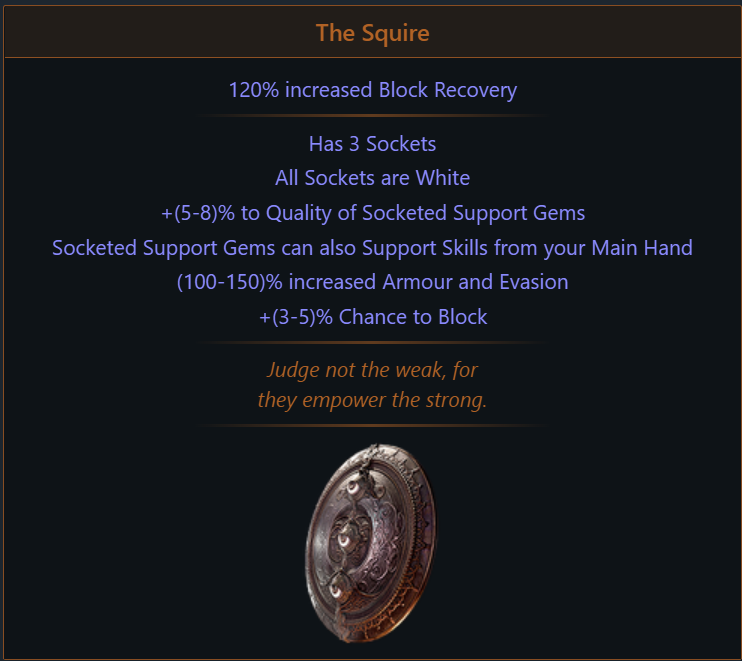 The Squire
120% increased Block Recovery
Has 3 Sockets
All Sockets are White
+(5-8)% to Quality of Socketed Support Gems
Socketed Support Gems can also Support Skills from your Main Hand
(100-150)% increased Armour and Evasion
+(3-5)% Chance to Block
Judge not the weak, for
they empower the strong.